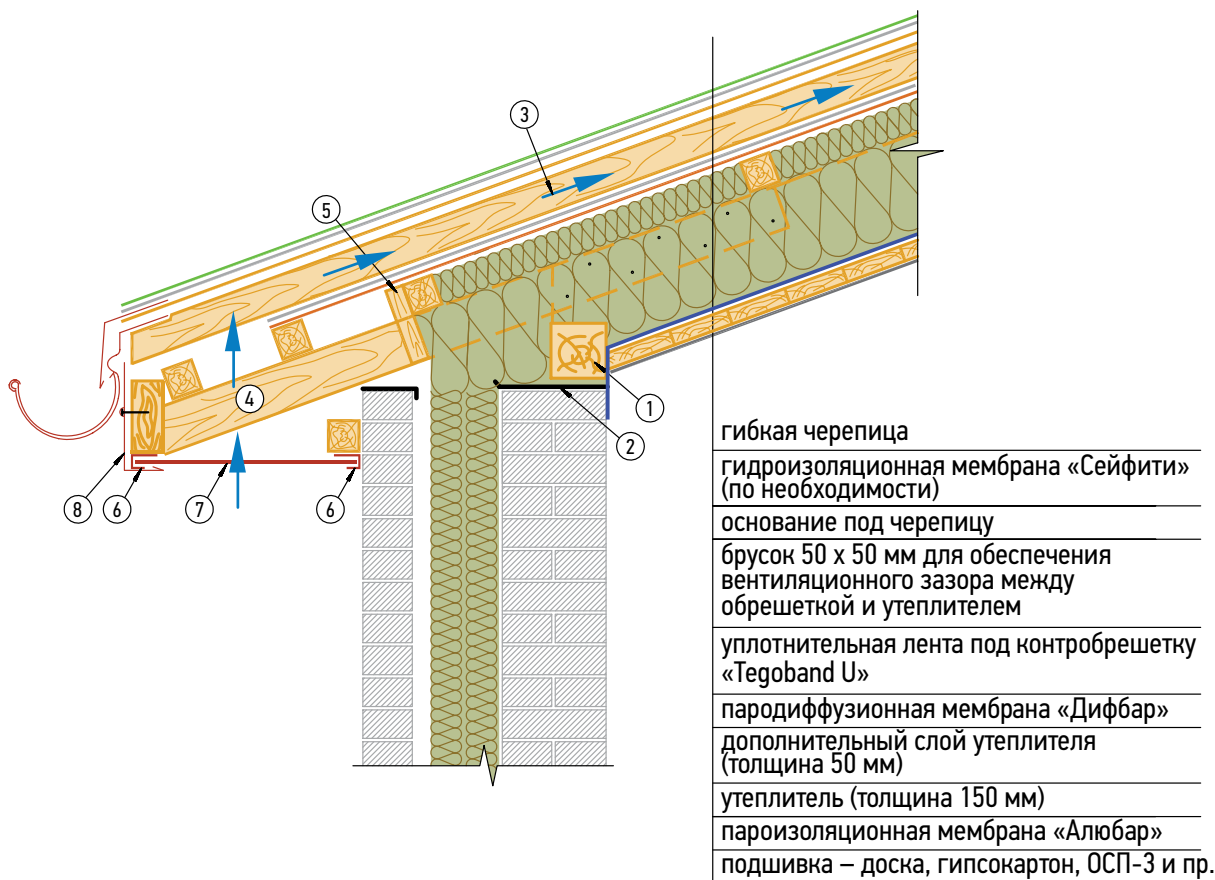 3
5
4
1
2
8
6
7
6
гибкая черепица
гидроизоляционная мембрана «Сейфити»
(по необходимости)
основание под черепицу
брусок 50 х 50 мм для обеспечения
вентиляционного зазора между
обрешеткой и утеплителем
уплотнительная лента под контробрешетку
«Tegoband U»
пародиффузионная мембрана «Дифбар»
дополнительный слой утеплителя
(толщина 50 мм)
утеплитель (толщина 150 мм)
пароизоляционная мембрана «Алюбар»
подшивка – доска, гипсокартон, ОСП-3 и пр.